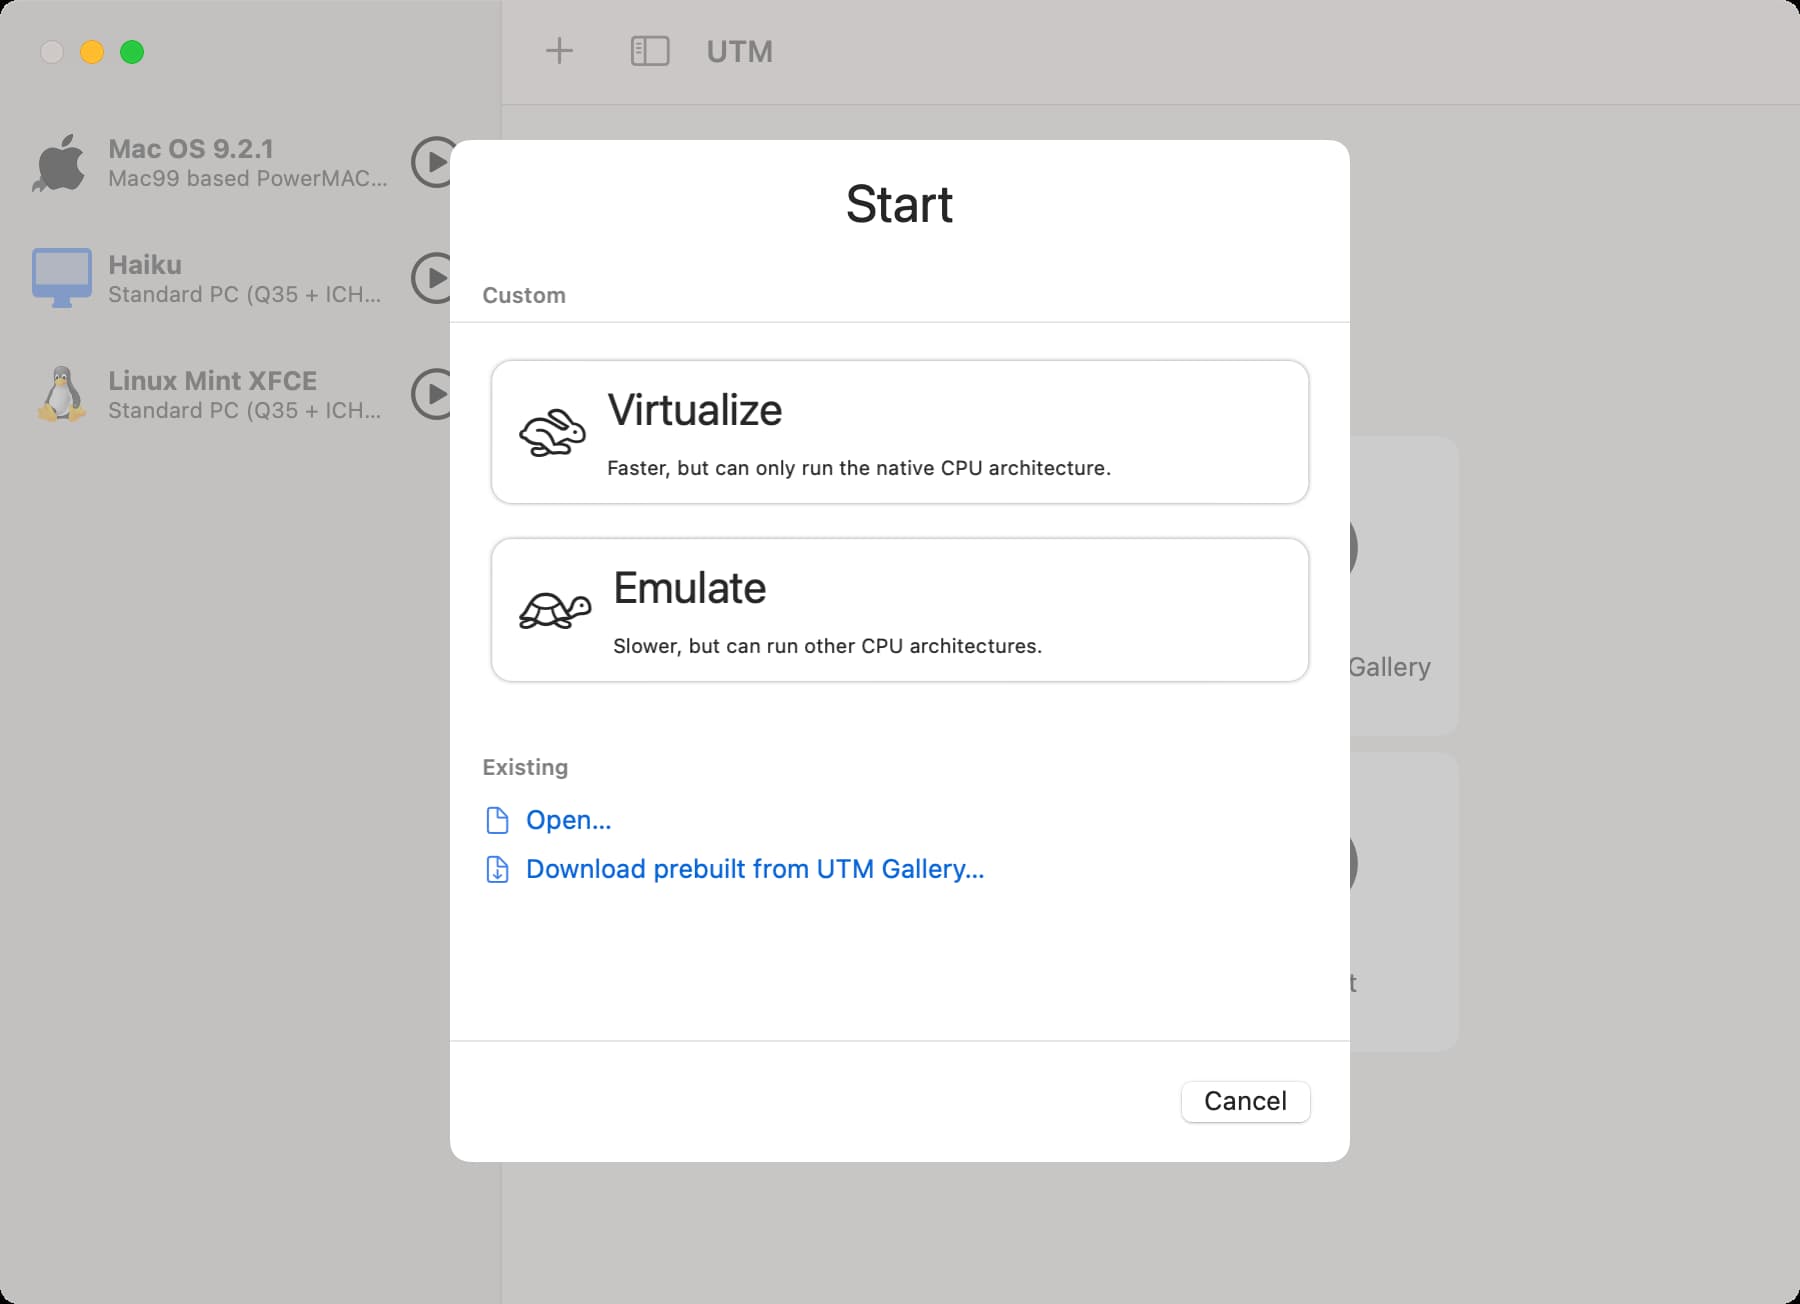 UTM
Mac OS 9.2.1
Mac99 based PowerMAC...
Haiku
Standard PC (Q35 + ICH...
Linux Mint XFCE
Standard PC (Q35 + ICH...
Start
Custom
Virtualize
Faster, but can only run the native CPU architecture.
Emulate
Slower, but can run other CPU architectures.
Existing
Open...
Download prebuilt from UTM Gallery...
Cancel
Gallery
t